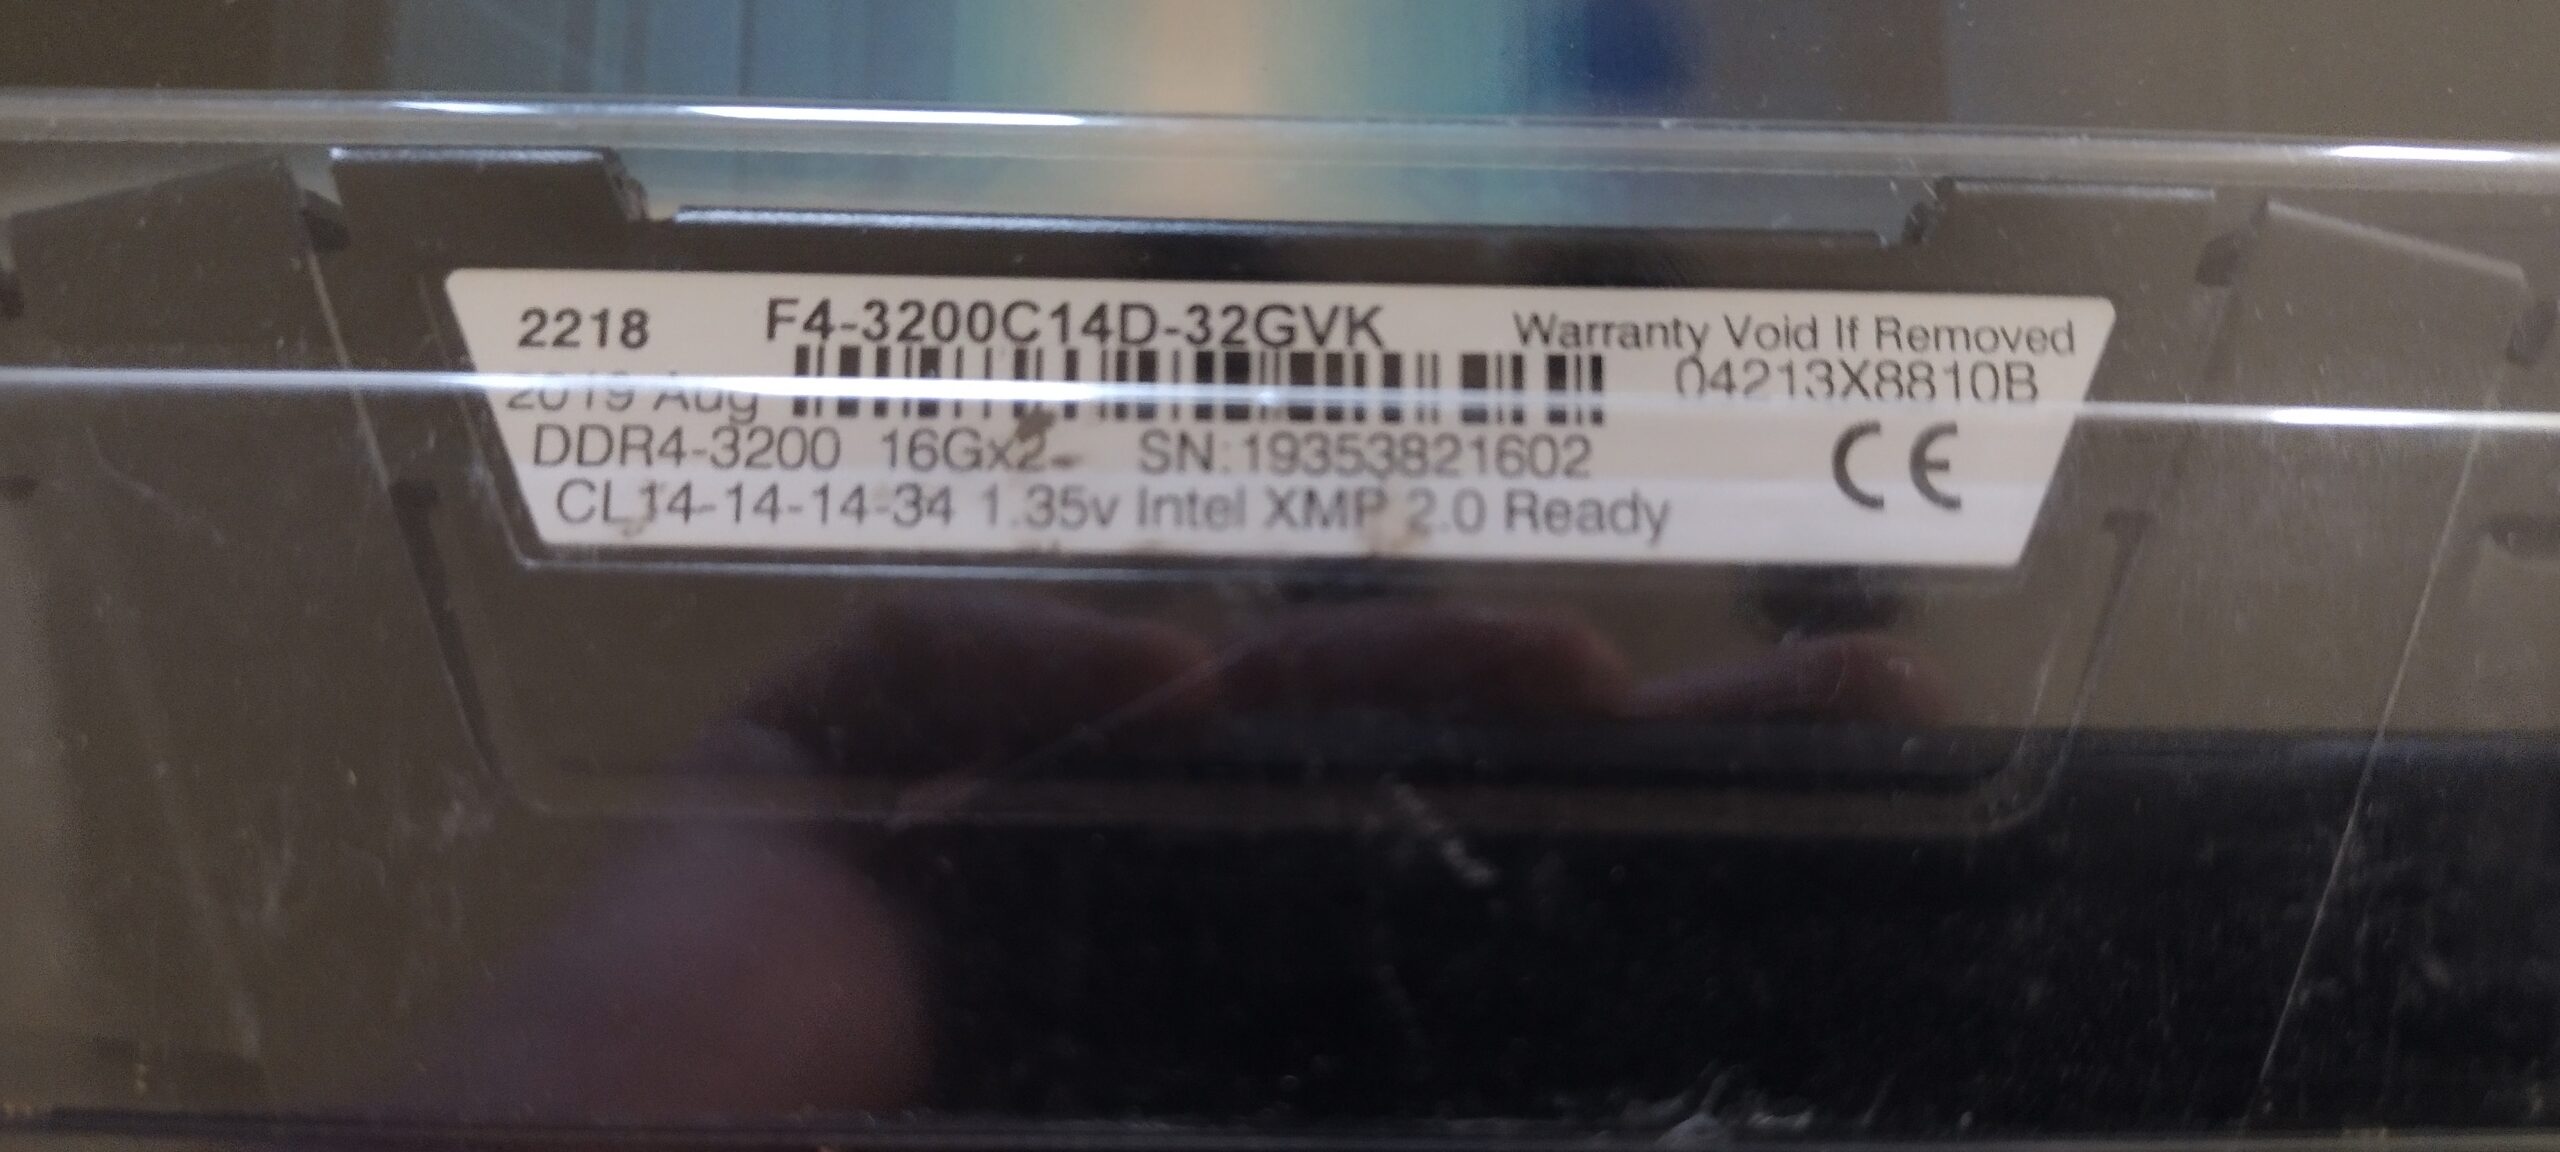 2218 F4-3200C14D-32GVK Warranty Void If Removed
2019 Aug 04213X8810B
DDR4-3200 16Gx2 SN:19353821602 CE
CL14-14-14-34 1.35v Intel XMP 2.0 Ready